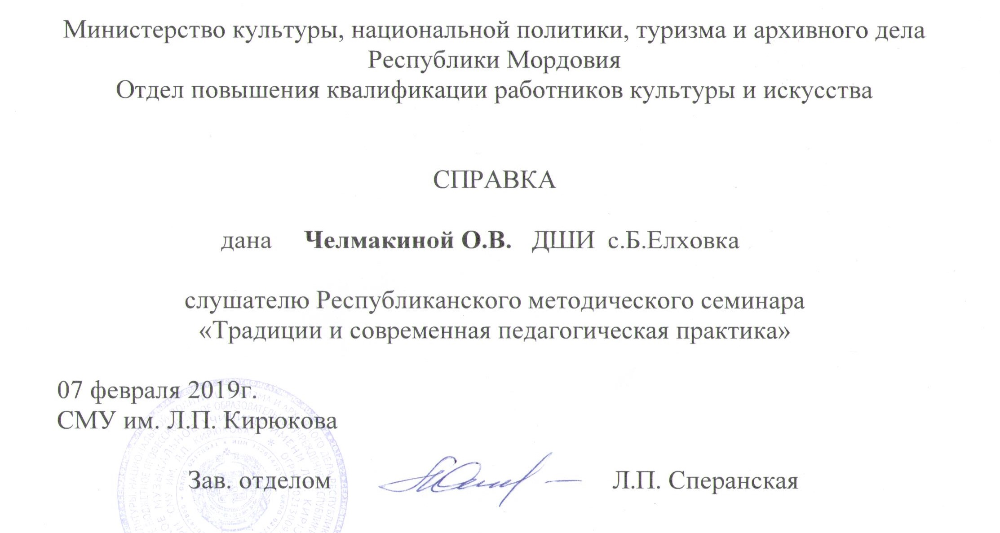 Министерство культуры, национальной политики, туризма и архивного дела
Республики Мордовия
Отдел повышения квалификации работников культуры и искусства
СПРАВКА
дана Челмакиной О.В. ДШИ с.Б.Елховка
слушателю Республиканского методического семинара
«Традиции и современная педагогическая практика»
07 февраля 2019г.
СМУ им. Л.П. Кирюкова
Зав. отделом Л.П. Сперанская